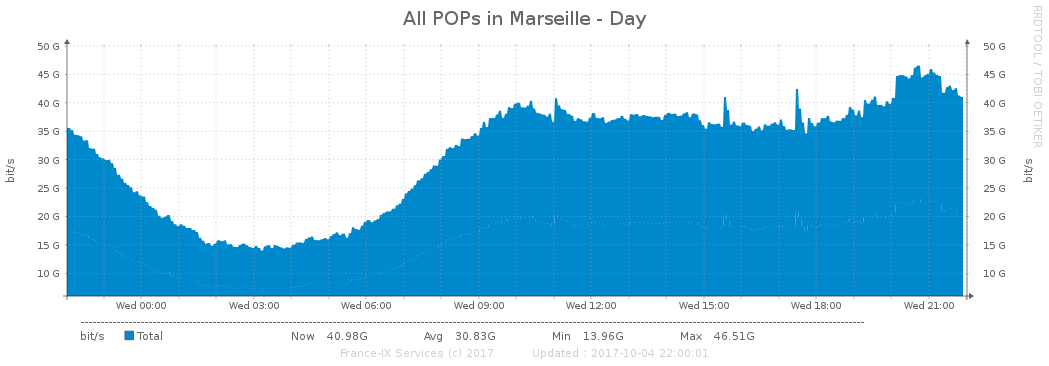 All POPs in Marseille - Day
RRDTOOL / TOBI OETIKER
50 G 50 G
45 G 45 G
40 G 40 G
35 G 35 G
30 G 30 G
25 G 25 G
20 G 20 G
15 G 15 G
10 G 10 G
bit/s bit/s
Wed 00:00 Wed 03:00 Wed 06:00 Wed 09:00 Wed 12:00 Wed 15:00 Wed 18:00 Wed 21:00
bit/s Total Now 40.98G Avg 30.83G Min 13.96G Max 46.51G
France-IX Services (c) 2017 Updated : 2017-10-04 22:00:01